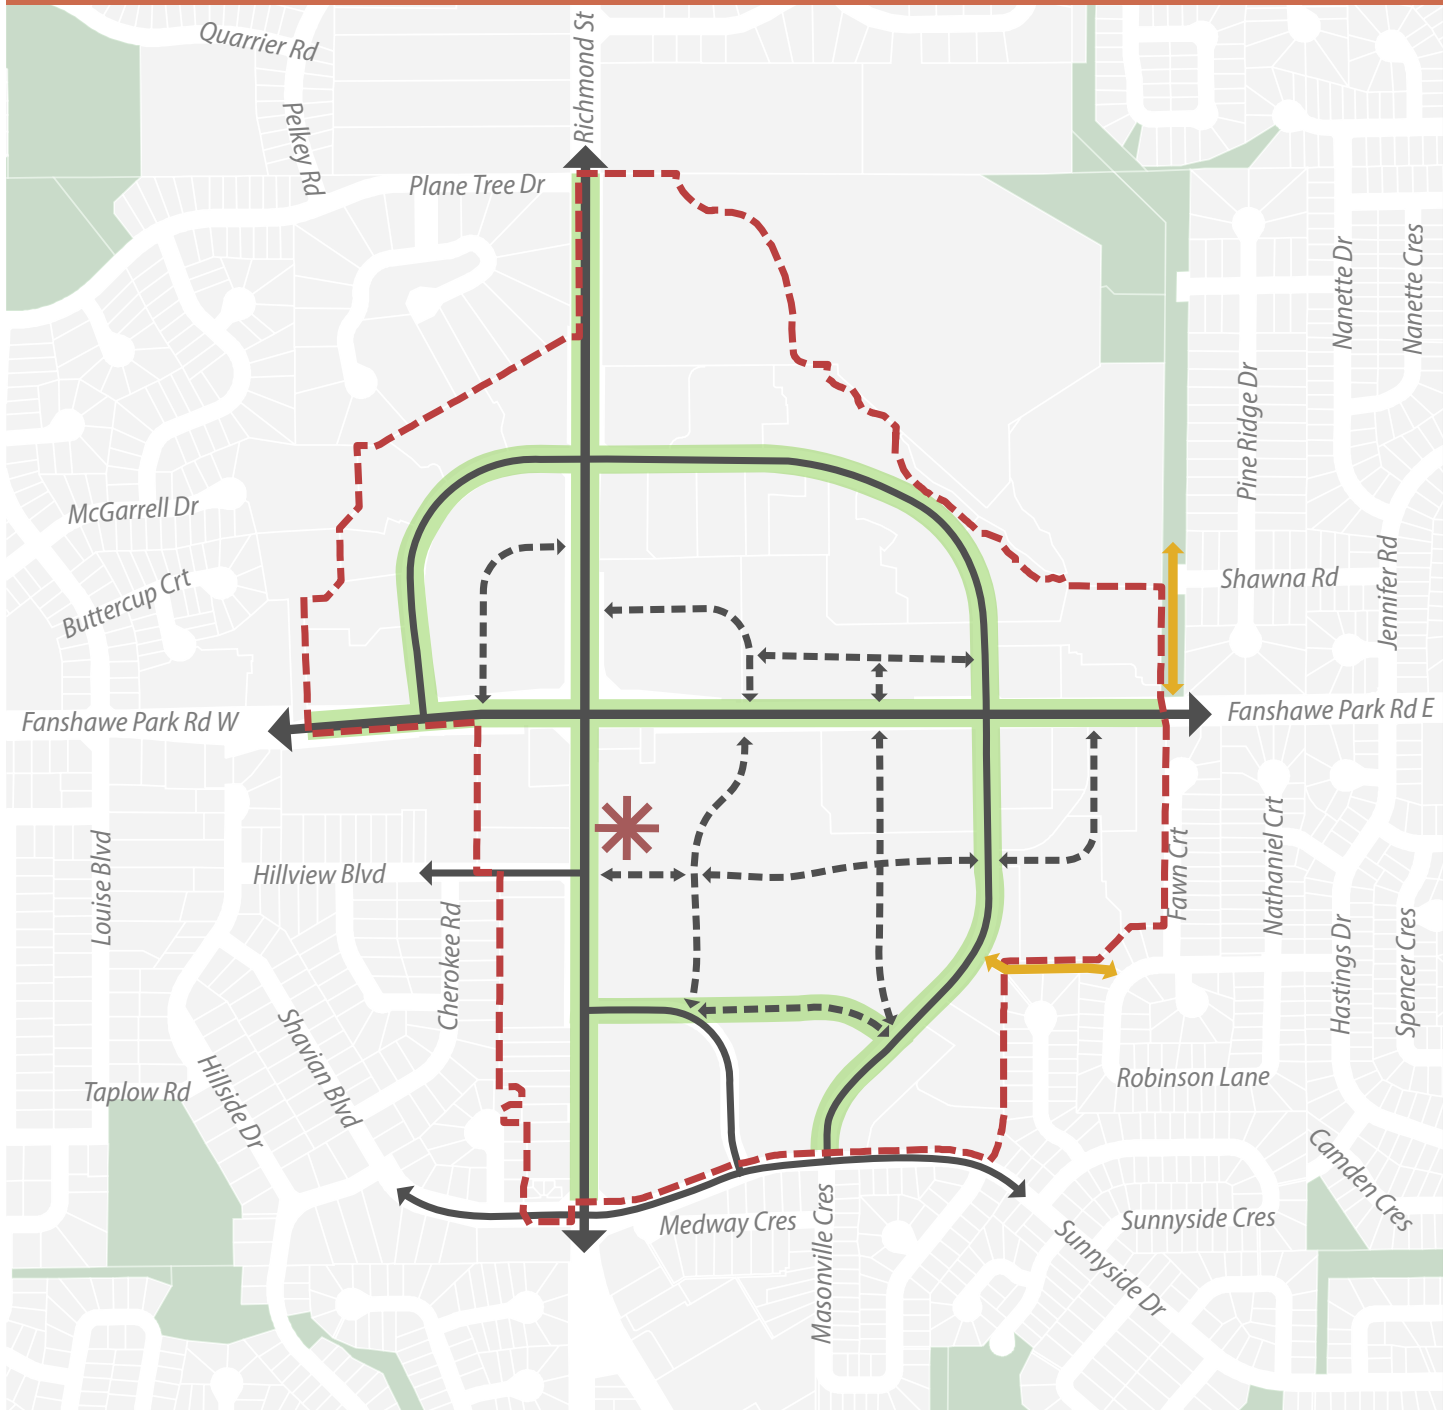 Quarrier Rd
Richmond St
Pelkey Rd
Plane Tree Dr
Nanette Dr
Nanette Cres
Pine Ridge Dr
McGarrell Dr
Buttercup Crt
Shawna Rd
Jennifer Rd
Fanshawe Park Rd W
Fanshawe Park Rd E
Louise Blvd
Hillview Blvd
Fawn Crt
Nathaniel Crt
Cherokee Rd
Hastings Dr
Spencer Cres
Shavian Blvd
Hillside Dr
Taplow Rd
Robinson Lane
Camden Cres
Medway Cres
Masonville Cres
Sunnyside Cres
Sunnyside Dr